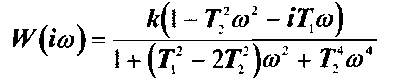 W(iω) = k(1 − T₂²ω² − iT₁ω) / 1 + (T₁² − 2T₂²)ω² + T₂⁴ω⁴